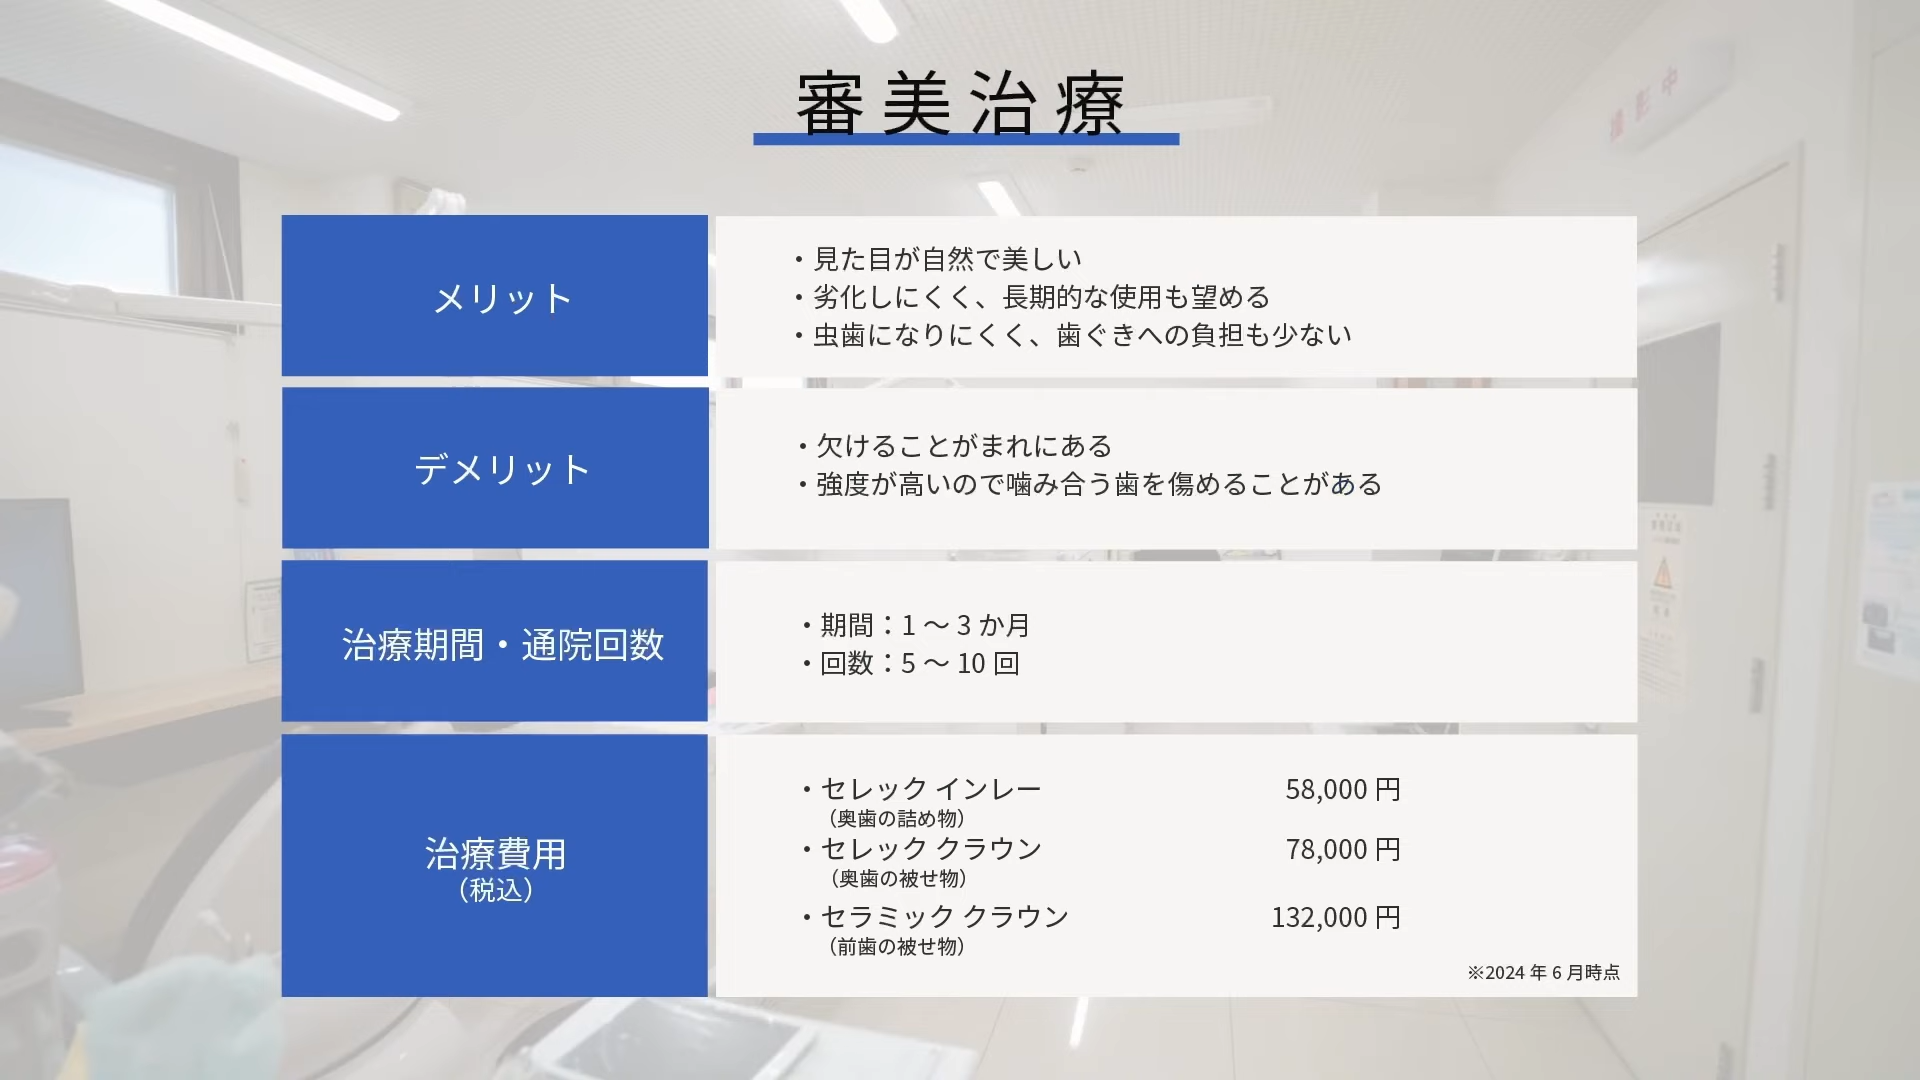 審美治療
メリット
・見た目が自然で美しい
・劣化しにくく、長期的な使用も望める
・虫歯になりにくく、歯ぐきへの負担も少ない
デメリット
・欠けることがまれにある
・強度が高いので噛み合う歯を傷めることがある
治療期間・通院回数
・期間：1～3か月
・回数：5～10回
治療費用
（税込）
・セレック インレー 58,000円
（奥歯の詰め物）
・セレック クラウン 78,000円
（奥歯の被せ物）
・セラミック クラウン 132,000円
（前歯の被せ物）
※2024年6月時点
撮影中